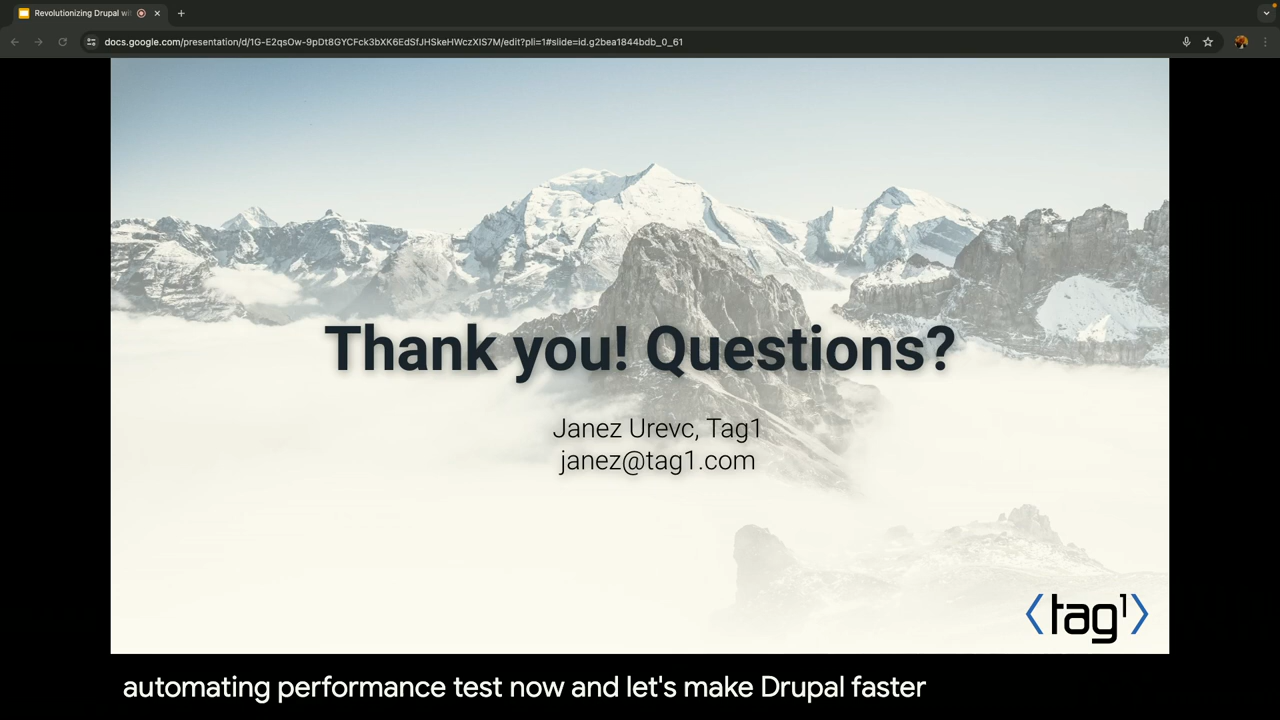 Revolutionizing Drupal wi
docs.google.com/presentation/d/1G-E2qsOw-9pDt8GYCFck3bXK6EdSfJHSkeHWczXIS7M/edit?pli=1#slide=id.g2bea1844bdb_0_61
Thank you! Questions?
Janez Urevc, Tag1
janez@tag1.com
<tag1>
automating performance test now and let's make Drupal faster